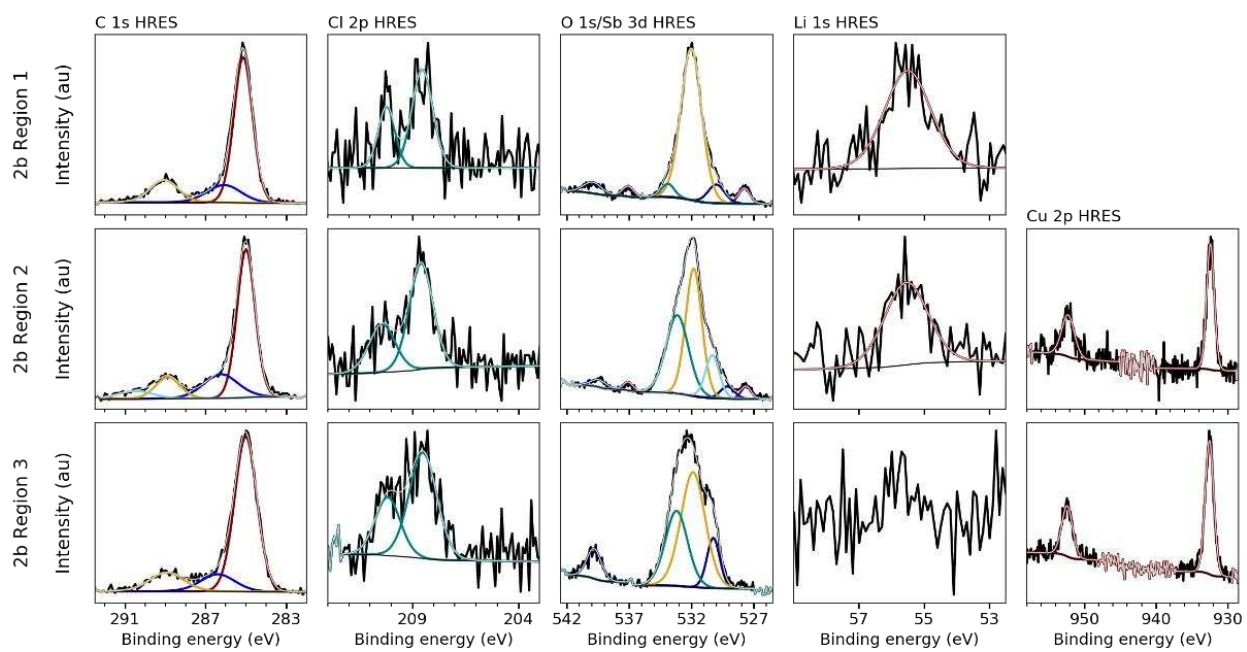 C 1s HRES
Cl 2p HRES
O 1s/Sb 3d HRES
Li 1s HRES
2b Region 1
Intensity (au)
Cu 2p HRES
2b Region 2
Intensity (au)
2b Region 3
Intensity (au)
291 287 283
209 204
542 537 532 527
57 55 53
950 940 930
Binding energy (eV)
Binding energy (eV)
Binding energy (eV)
Binding energy (eV)
Binding energy (eV)